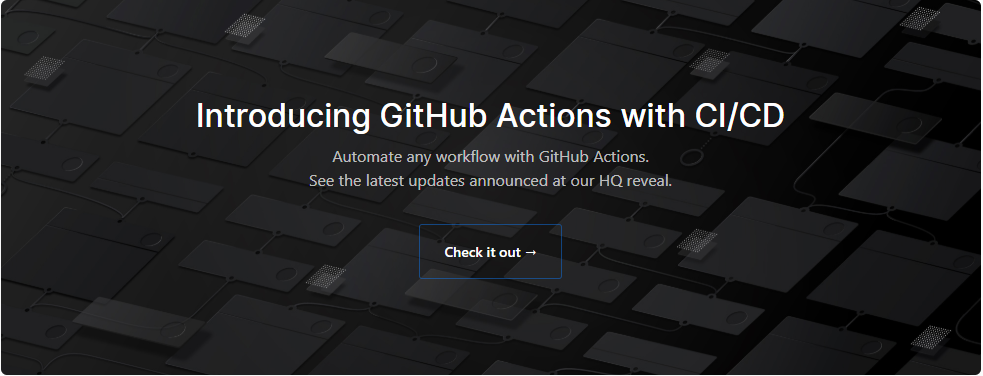 Introducing GitHub Actions with CI/CD
Automate any workflow with GitHub Actions.
See the latest updates announced at our HQ reveal.
Check it out →